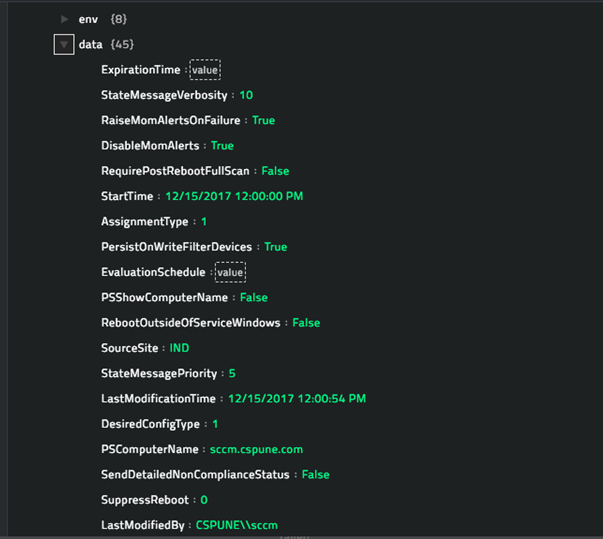 env {8}
data {45}
ExpirationTime : value
StateMessageVerbosity : 10
RaiseMomAlertsOnFailure : True
DisableMomAlerts : True
RequirePostRebootFullScan : False
StartTime : 12/15/2017 12:00:00 PM
AssignmentType : 1
PersistOnWriteFilterDevices : True
EvaluationSchedule : value
PSShowComputerName : False
RebootOutsideOfServiceWindows : False
SourceSite : IND
StateMessagePriority : 5
LastModificationTime : 12/15/2017 12:00:54 PM
DesiredConfigType : 1
PSComputerName : sccm.cspune.com
SendDetailedNonComplianceStatus : False
SuppressReboot : 0
LastModifiedBy : CSPUNE\\sccm